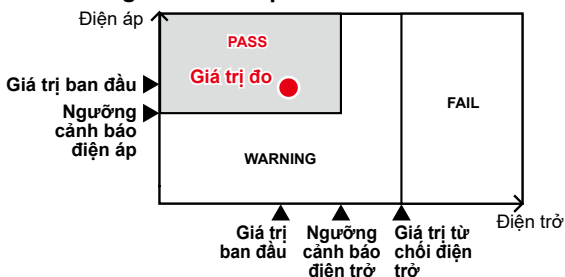 Điện áp
PASS
Giá trị đo
Giá trị ban đầu
Ngưỡng
cảnh báo
điện áp
FAIL
WARNING
Điện trở
Giá trị
ban đầu
Ngưỡng
cảnh báo
điện trở
Giá trị từ
chối điện
trở